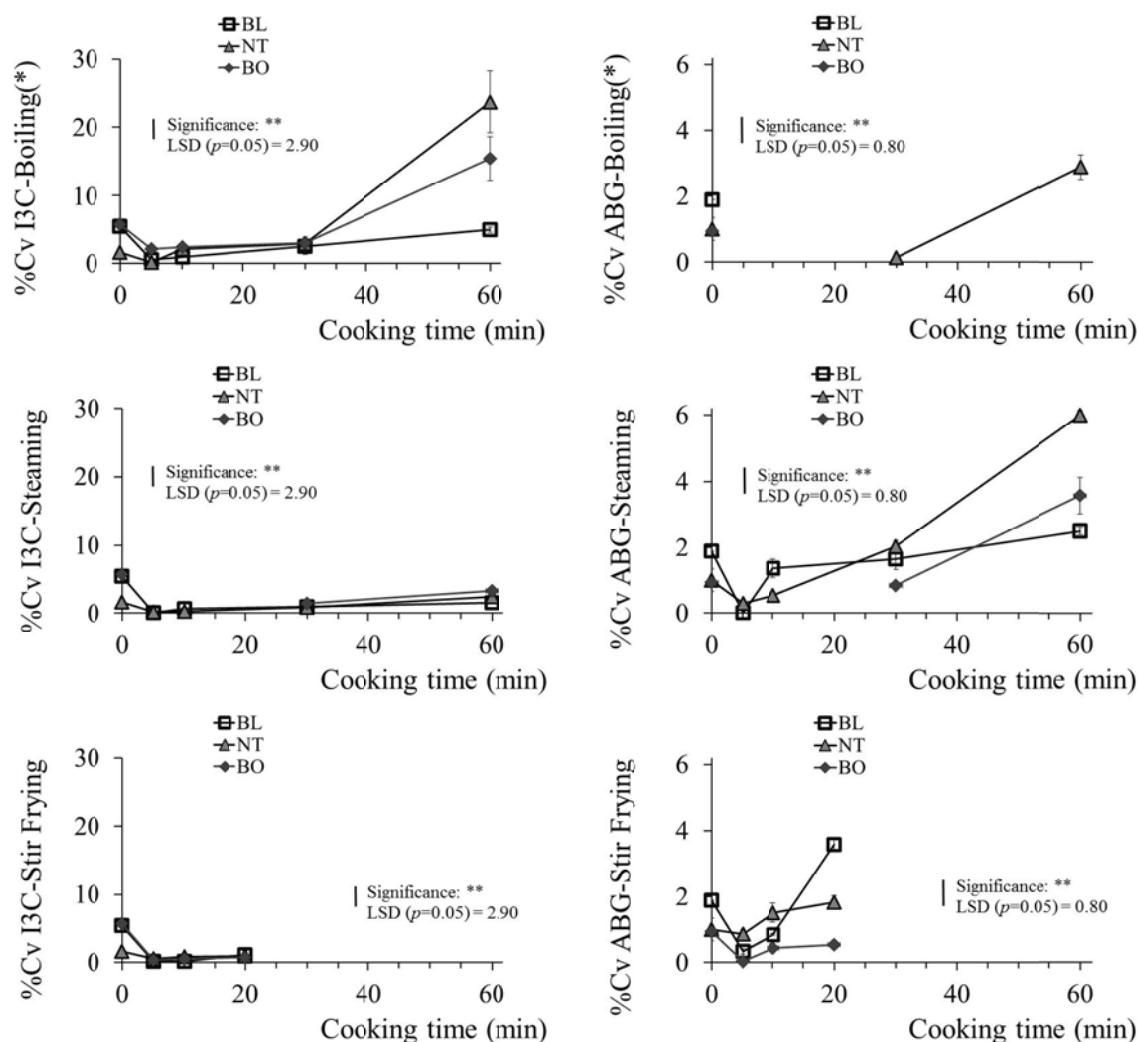 BL
NT
BO
%Cv I3C-Boiling(*)
30
20
10
0
Significance: **
LSD (p=0.05) = 2.90
0
20
40
60
Cooking time (min)
BL
NT
BO
%Cv ABG-Boiling(*)
6
4
2
0
Significance: **
LSD (p=0.05) = 0.80
0
20
40
60
Cooking time (min)
BL
NT
BO
%Cv I3C-Steaming
30
20
10
0
Significance: **
LSD (p=0.05) = 2.90
0
20
40
60
Cooking time (min)
BL
NT
BO
%Cv ABG-Steaming
6
4
2
0
Significance: **
LSD (p=0.05) = 0.80
0
20
40
60
Cooking time (min)
BL
NT
BO
%Cv I3C-Stir Frying
30
20
10
0
Significance: **
LSD (p=0.05) = 2.90
0
20
40
60
Cooking time (min)
BL
NT
BO
%Cv ABG-Stir Frying
6
4
2
0
Significance: **
LSD (p=0.05) = 0.80
0
20
40
60
Cooking time (min)